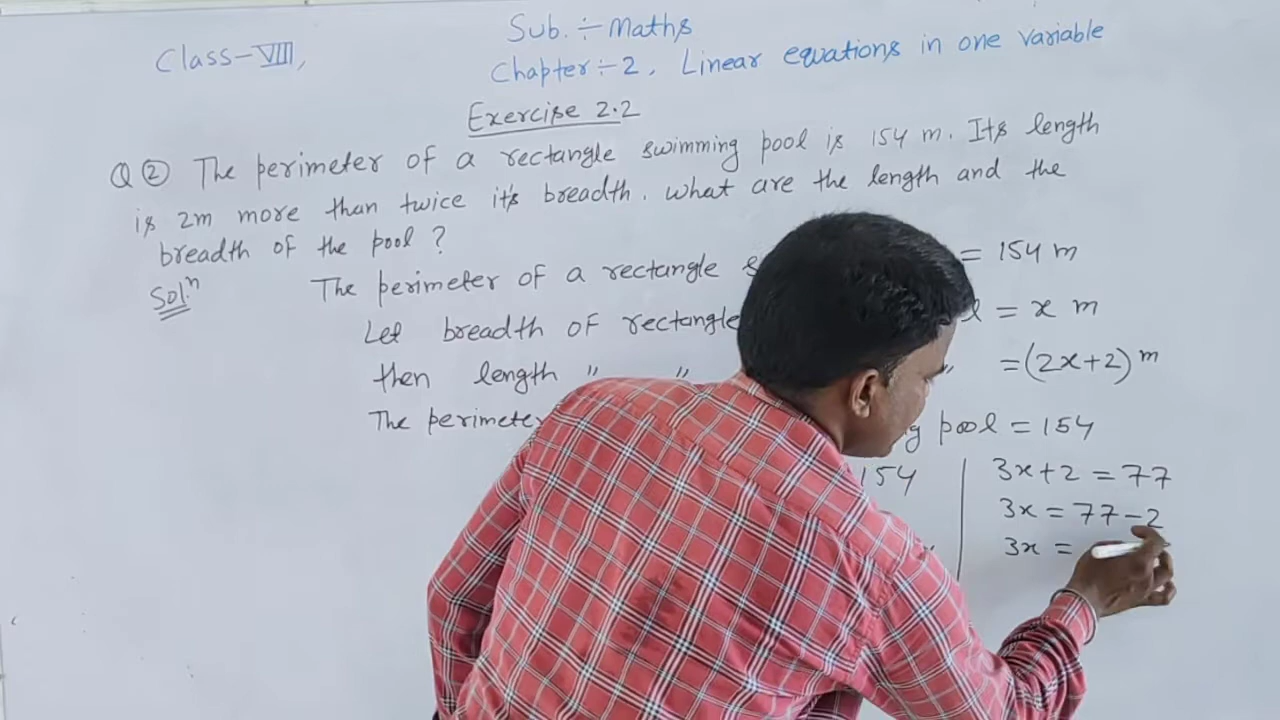 Sub. ÷ Maths
Class-VIII,
Chapter ÷ 2, Linear equations in one variable
Exercise 2.2
Q ② The perimeter of a rectangle swimming pool is 154 m. Its length
is 2m more than twice it's breadth. what are the length and the
breadth of the pool ?
Solⁿ The perimeter of a rectangle = 154 m
Let breadth of rectangle = x m
then length " " " = (2x+2) m
The perimeter pool = 154
154 3x+2 = 77
3x = 77-2
3x =